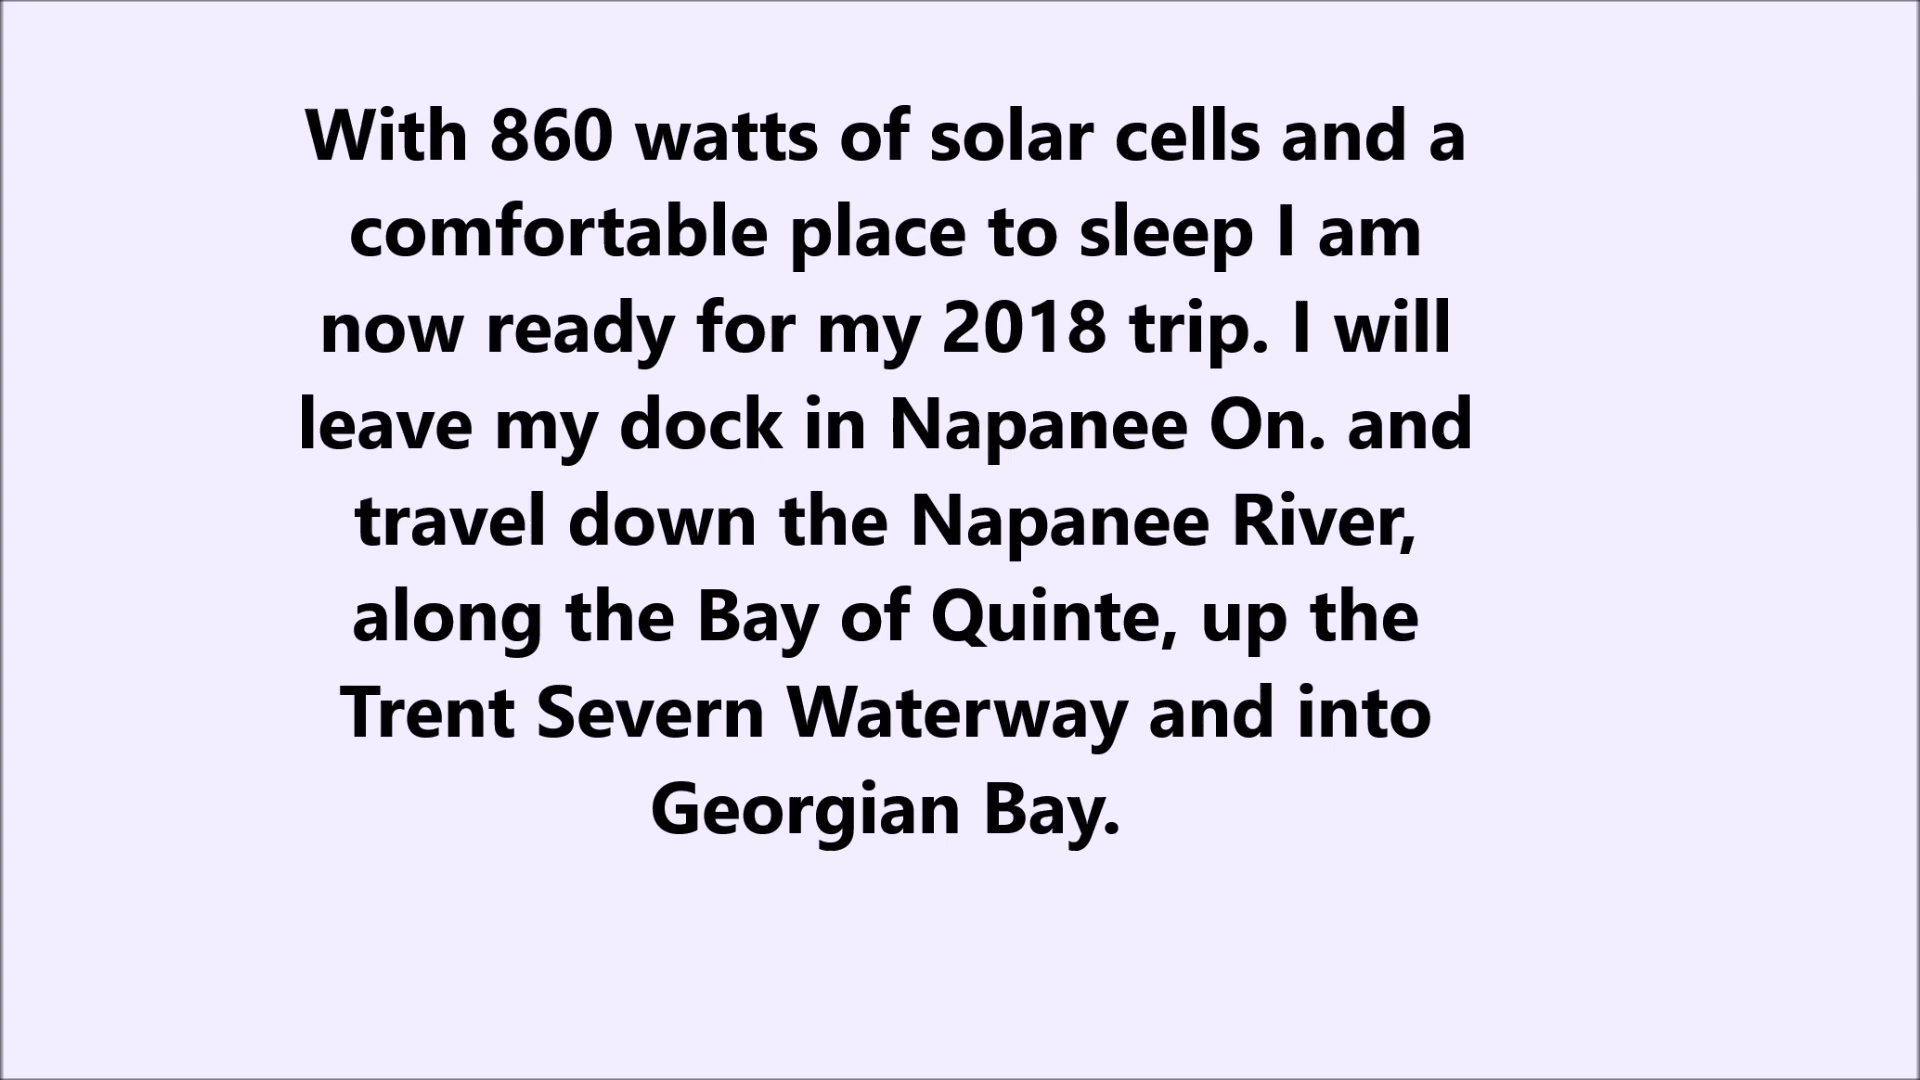 With 860 watts of solar cells and a
comfortable place to sleep I am
now ready for my 2018 trip. I will
leave my dock in Napanee On. and
travel down the Napanee River,
along the Bay of Quinte, up the
Trent Severn Waterway and into
Georgian Bay.